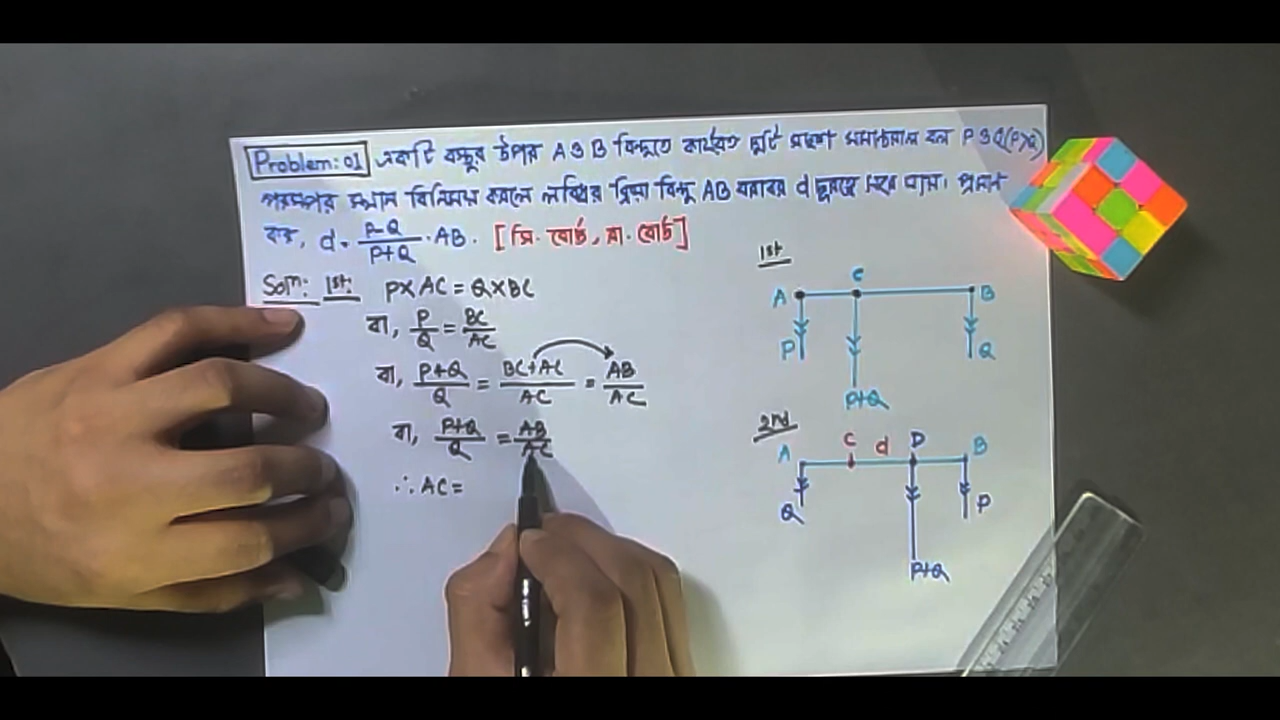 Problem: 01 একটি বস্তুর উপর A ও B বিন্দুতে কার্যরত দুটি সদৃশ সমান্তরাল বল P ও Q (P>Q)
পরস্পর স্থান বিনিময় করলে লব্ধির ক্রিয়া বিন্দু AB বরাবর d দূরত্বে সরে যায়। প্রমাণ
কর, d = P-Q / P+Q . AB. [দি. বোর্ড, রা. বোর্ড]
Soln: 1st: P×AC = Q×BC
বা, P/Q = BC/AC
বা, P+Q/Q = BC+AC/AC = AB/AC
বা, P+Q/Q = AB/AC
∴ AC =
1st
A C B
P Q
P+Q
2nd
A C d D B
Q P
P+Q